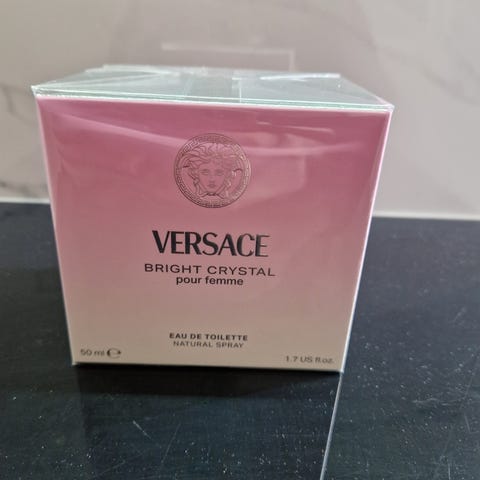 VERSACE
BRIGHT CRYSTAL
pour femme
EAU DE TOILETTE
NATURAL SPRAY
50 ml ℮
1.7 US fl.oz.